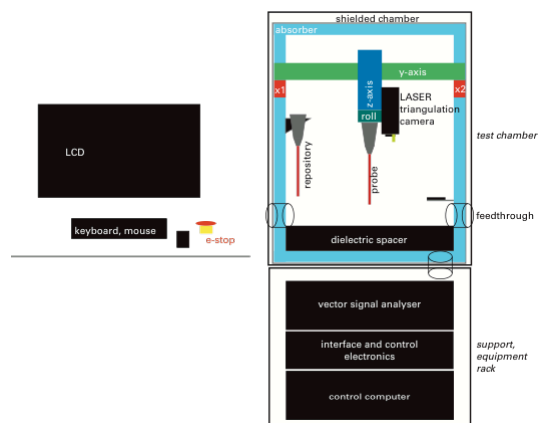 shielded chamber
absorber
y-axis
x1
x2
z-axis
roll
LASER
triangulation
camera
test chamber
repository
probe
LCD
keyboard, mouse
e-stop
feedthrough
dielectric spacer
vector signal analyser
interface and control
electronics
support,
equipment
rack
control computer